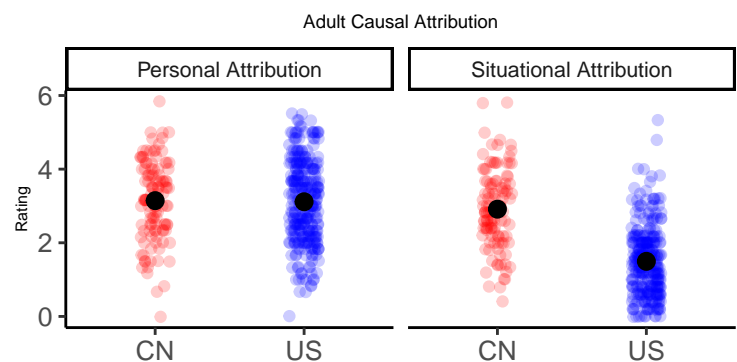 Adult Causal Attribution
Personal Attribution
Situational Attribution
Rating
6
4
2
0
CN
US
CN
US